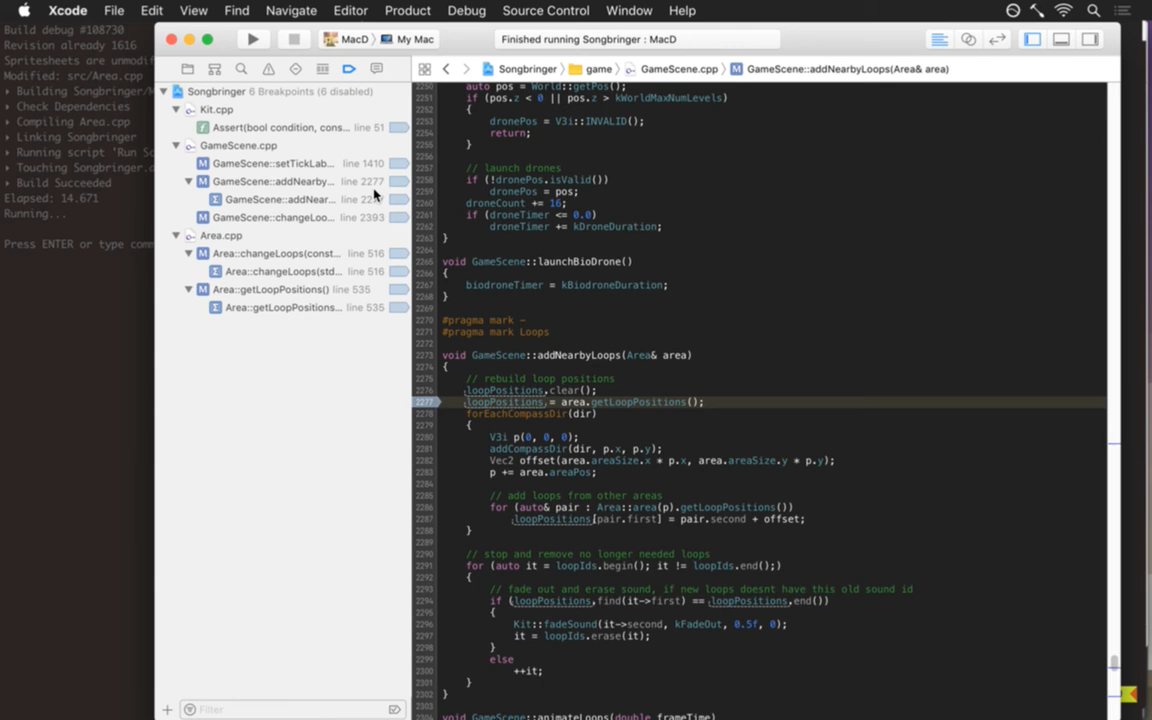 Xcode File Edit View Find Navigate Editor Product Debug Source Control Window Help
Build debug #108730
Revision already 1616
Spritesheets are unmodif
Modified: src/Area.cpp
Building Songbringer/M
Check Dependencies
Compiling Area.cpp
Linking Songbringer
Running script 'Run Sc
Touching Songbringer.a
Build Succeeded
Elapsed: 14.671
Running...
Press ENTER or type comm
MacD My Mac
Finished running Songbringer : MacD
Songbringer game GameScene.cpp M GameScene::addNearbyLoops(Area& area)
Songbringer 6 Breakpoints (6 disabled)
Kit.cpp
f Assert(bool condition, cons... line 51
GameScene.cpp
M GameScene::setTickLab... line 1410
M GameScene::addNearby... line 2277
Σ GameScene::addNear... line
M GameScene::changeLoo... line 2393
Area.cpp
M Area::changeLoops(const... line 516
Σ Area::changeLoops(std... line 516
M Area::getLoopPositions() line 535
Σ Area::getLoopPositions... line 535
Filter
2250 auto pos = World::getPos();
2251 if (pos.z < 0 || pos.z > kWorldMaxNumLevels)
2252 {
2253 dronePos = V3i::INVALID();
2254 return;
2255 }
2256
2257 // launch drones
2258 if (!dronePos.isValid())
2259 dronePos = pos;
2260 droneCount += 16;
2261 if (droneTimer <= 0.0)
2262 droneTimer += kDroneDuration;
2263 }
2264
2265 void GameScene::launchBioDrone()
2266 {
2267 biodroneTimer = kBiodroneDuration;
2268 }
2269
2270 #pragma mark -
2271 #pragma mark Loops
2272
2273 void GameScene::addNearbyLoops(Area& area)
2274 {
2275 // rebuild loop positions
2276 loopPositions.clear();
2277 loopPositions = area.getLoopPositions();
2278 forEachCompassDir(dir)
2279 {
2280 V3i p(0, 0, 0);
2281 addCompassDir(dir, p.x, p.y);
2282 Vec2 offset(area.areaSize.x * p.x, area.areaSize.y * p.y);
2283 p += area.areaPos;
2284
2285 // add loops from other areas
2286 for (auto& pair : Area::area(p).getLoopPositions())
2287 loopPositions[pair.first] = pair.second + offset;
2288 }
2289
2290 // stop and remove no longer needed loops
2291 for (auto it = loopIds.begin(); it != loopIds.end();)
2292 {
2293 // fade out and erase sound, if new loops doesnt have this old sound id
2294 if (loopPositions.find(it->first) == loopPositions.end())
2295 {
2296 Kit::fadeSound(it->second, kFadeOut, 0.5f, 0);
2297 it = loopIds.erase(it);
2298 }
2299 else
2300 ++it;
2301 }
2302 }
2303
2304 void GameScene::animateLoops(double frameTime)